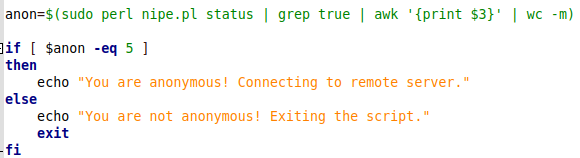 anon=$(sudo perl nipe.pl status | grep true | awk '{print $3}' | wc -m)
if [ $anon -eq 5 ]
then
echo "You are anonymous! Connecting to remote server."
else
echo "You are not anonymous! Exiting the script."
exit
fi